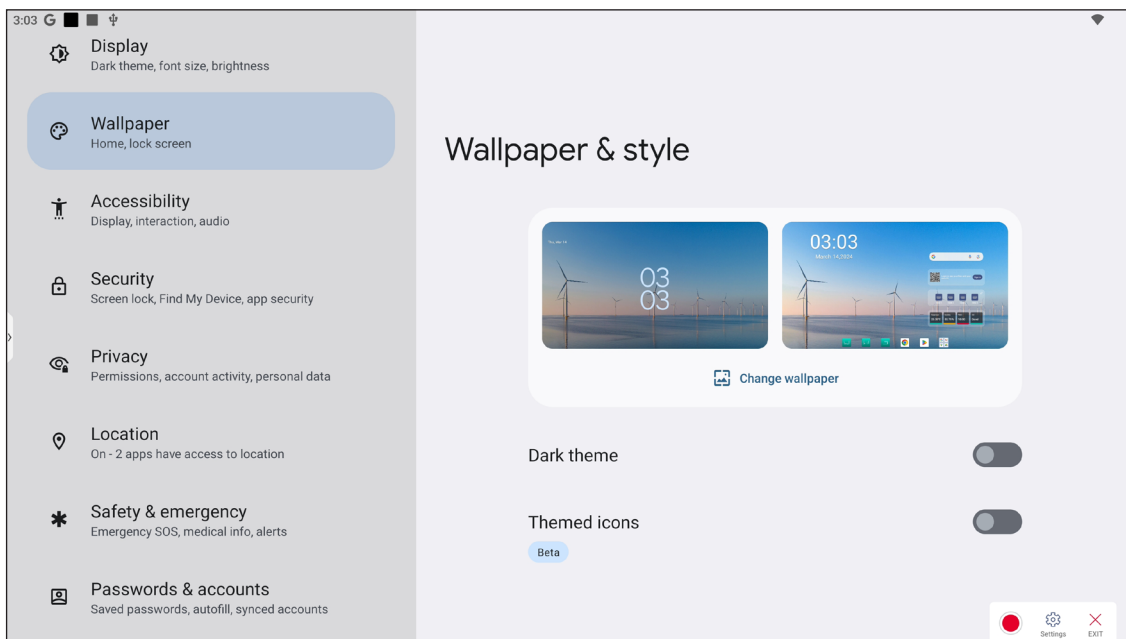 3:03
Display
Dark theme, font size, brightness
Wallpaper
Home, lock screen
Accessibility
Display, interaction, audio
Security
Screen lock, Find My Device, app security
Privacy
Permissions, account activity, personal data
Location
On - 2 apps have access to location
Safety & emergency
Emergency SOS, medical info, alerts
Passwords & accounts
Saved passwords, autofill, synced accounts
Wallpaper & style
03
03
03:03
March 14,2024
Change wallpaper
Dark theme
Themed icons
Beta
Settings
EXIT